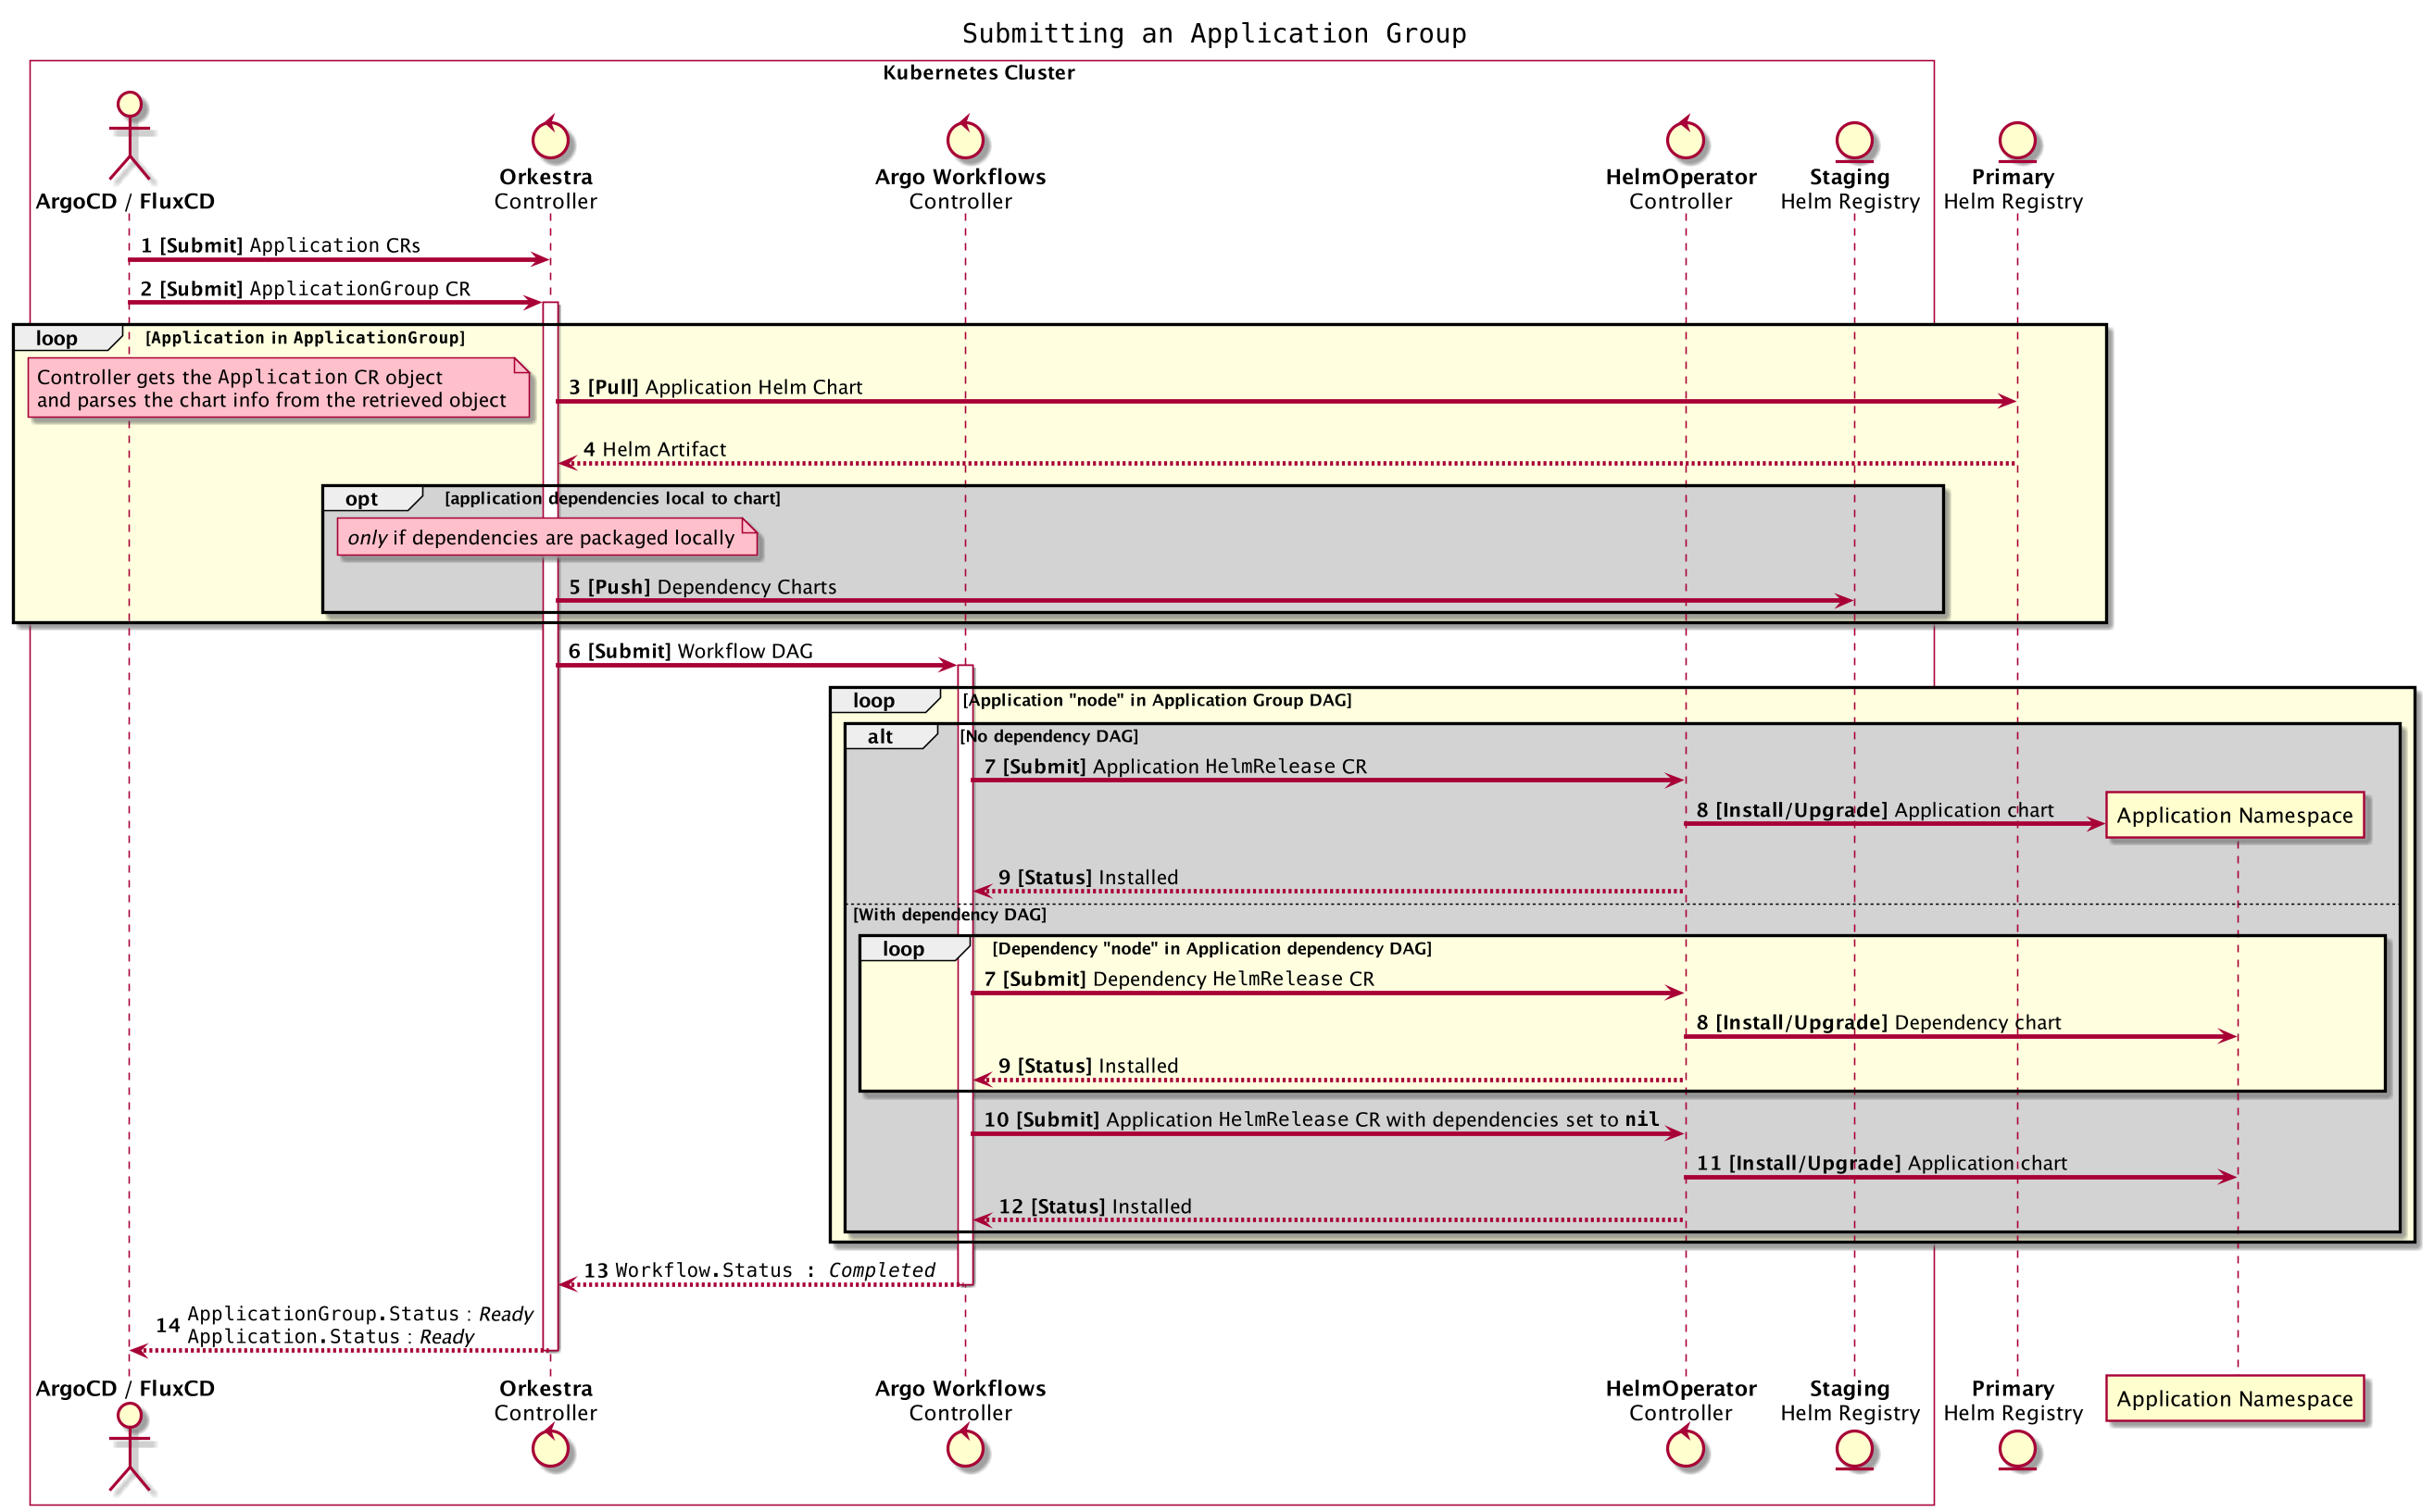 Submitting an Application Group
Kubernetes Cluster
ArgoCD / FluxCD
Orkestra
Controller
Argo Workflows
Controller
HelmOperator
Controller
Staging
Helm Registry
Primary
Helm Registry
1 [Submit] Application CRs
2 [Submit] ApplicationGroup CR
loop [Application in ApplicationGroup]
Controller gets the Application CR object
and parses the chart info from the retrieved object
3 [Pull] Application Helm Chart
4 Helm Artifact
opt [application dependencies local to chart]
only if dependencies are packaged locally
5 [Push] Dependency Charts
6 [Submit] Workflow DAG
loop [Application "node" in Application Group DAG]
alt [No dependency DAG]
7 [Submit] Application HelmRelease CR
8 [Install/Upgrade] Application chart
Application Namespace
9 [Status] Installed
[With dependency DAG]
loop [Dependency "node" in Application dependency DAG]
7 [Submit] Dependency HelmRelease CR
8 [Install/Upgrade] Dependency chart
9 [Status] Installed
10 [Submit] Application HelmRelease CR with dependencies set to nil
11 [Install/Upgrade] Application chart
12 [Status] Installed
13 Workflow.Status : Completed
14 ApplicationGroup.Status : Ready
Application.Status : Ready
ArgoCD / FluxCD
Orkestra
Controller
Argo Workflows
Controller
HelmOperator
Controller
Staging
Helm Registry
Primary
Helm Registry
Application Namespace